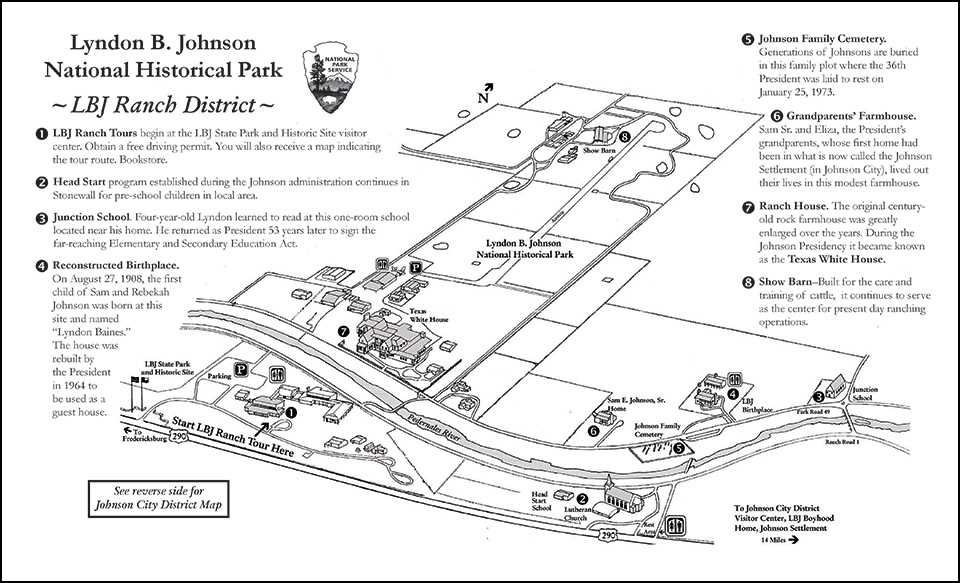 Lyndon B. Johnson
National Historical Park
~ LBJ Ranch District ~
NATIONAL
PARK
SERVICE
1 LBJ Ranch Tours begin at the LBJ State Park and Historic Site visitor
center. Obtain a free driving permit. You will also receive a map indicating
the tour route. Bookstore.
2 Head Start program established during the Johnson administration continues in
Stonewall for pre-school children in local area.
3 Junction School. Four-year-old Lyndon learned to read at this one-room school
located near his home. He returned as President 53 years later to sign the
far-reaching Elementary and Secondary Education Act.
4 Reconstructed Birthplace.
On August 27, 1908, the first
child of Sam and Rebekah
Johnson was born at this
site and named
“Lyndon Baines.”
The house was
rebuilt by
the President
in 1964 to
be used as a
guest house.
5 Johnson Family Cemetery.
Generations of Johnsons are buried
in this family plot where the 36th
President was laid to rest on
January 25, 1973.
6 Grandparents’ Farmhouse.
Sam Sr. and Eliza, the President’s
grandparents, whose first home had
been in what is now called the Johnson
Settlement (in Johnson City), lived out
their lives in this modest farmhouse.
7 Ranch House. The original century-
old rock farmhouse was greatly
enlarged over the years. During the
Johnson Presidency it became known
as the Texas White House.
8 Show Barn–Built for the care and
training of cattle, it continues to serve
as the center for present day ranching
operations.
N
8
Show Barn
Airstrip
Lyndon B. Johnson
National Historical Park
P
Texas
White House
7
LBJ State Park
and Historic Site
Parking
P
1
Start LBJ Ranch Tour Here
To
Fredericksburg
290
Pedernales River
Sam E. Johnson, Sr.
Home
6
Johnson Family
Cemetery
5
4
LBJ
Birthplace
3
Junction
School
Park Road 49
Ranch Road 1
Head
Start
School
2
Lutheran
Church
Rest
Area
290
See reverse side for
Johnson City District Map
To Johnson City District
Visitor Center, LBJ Boyhood
Home, Johnson Settlement
14 Miles